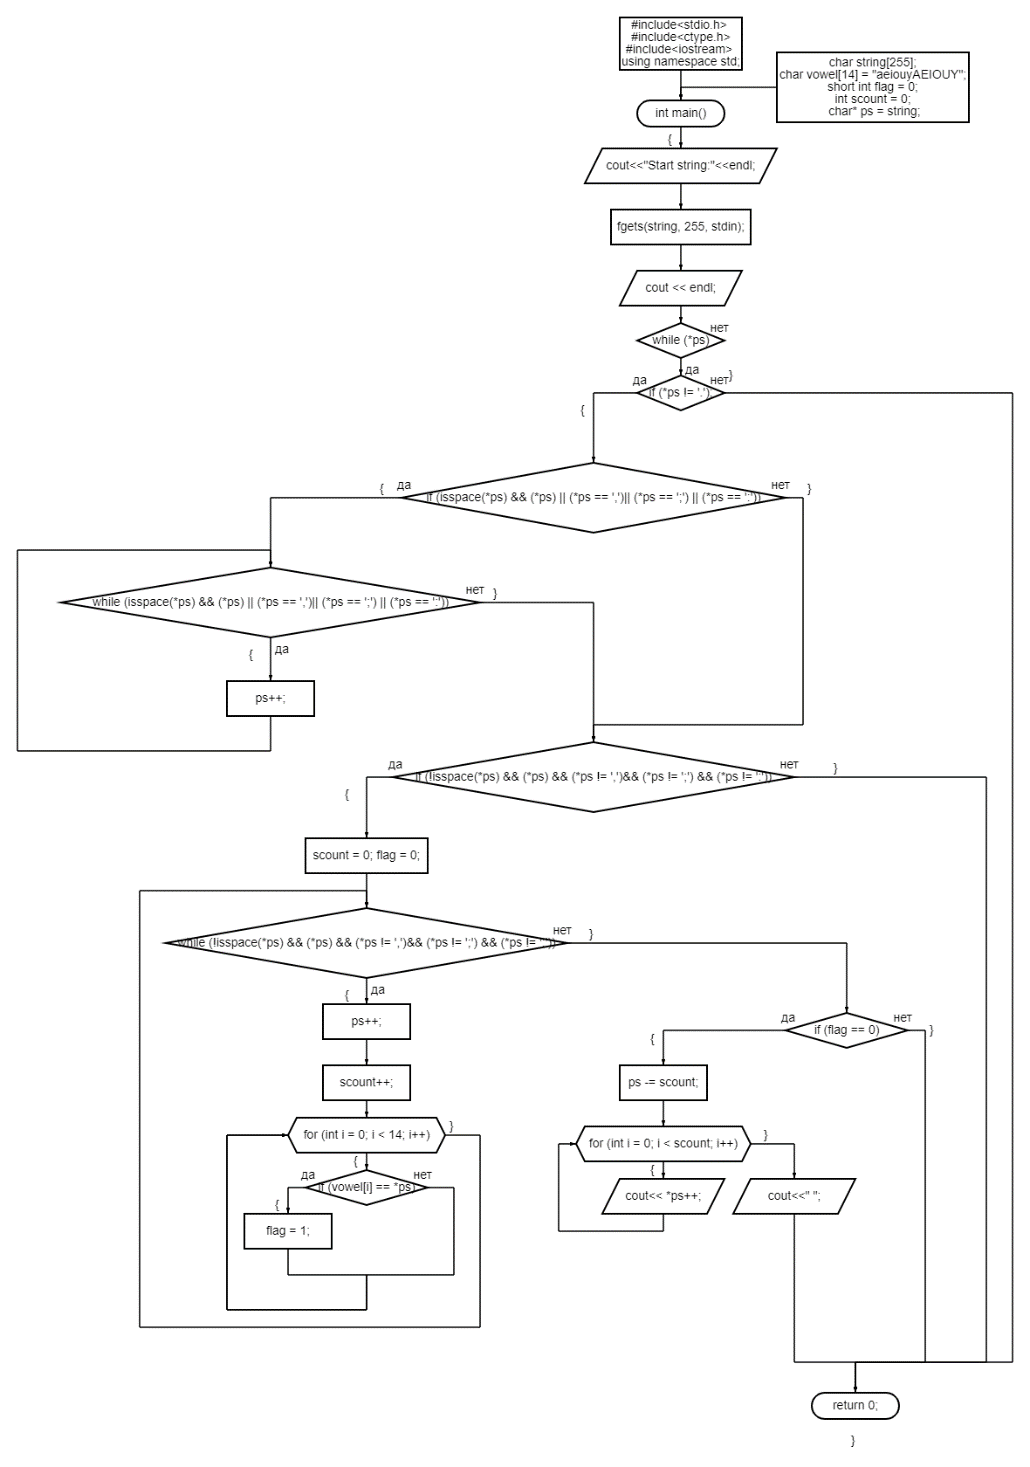 #include<stdio.h>
#include<ctype.h>
#include<iostream>
using namespace std;
char string[255];
char vowel[14] = "aeiouyAEIOUY";
short int flag = 0;
int scount = 0;
char* ps = string;
int main()
{
cout<<"Start string:"<<endl;
fgets(string, 255, stdin);
cout << endl;
нет
while (*ps)
да
}
да
нет
if (*ps != '.');
{
{
да
нет
}
if (isspace(*ps) && (*ps) || (*ps == ',')|| (*ps == ';') || (*ps == ':'))
нет
}
while (isspace(*ps) && (*ps) || (*ps == ',')|| (*ps == ';') || (*ps == ':'))
{
да
ps++;
да
нет
}
if (!isspace(*ps) && (*ps) && (*ps != ',')&& (*ps != ';') && (*ps != ':'))
{
scount = 0; flag = 0;
нет
}
while (!isspace(*ps) && (*ps) && (*ps != ',')&& (*ps != ';') && (*ps != ':'))
{
да
ps++;
да
нет
if (flag == 0)
}
{
scount++;
ps -= scount;
for (int i = 0; i < 14; i++)
}
for (int i = 0; i < scount; i++)
}
{
да
нет
if (vowel[i] == *ps)
{
{
cout<< *ps++;
cout<<" ";
flag = 1;
return 0;
}